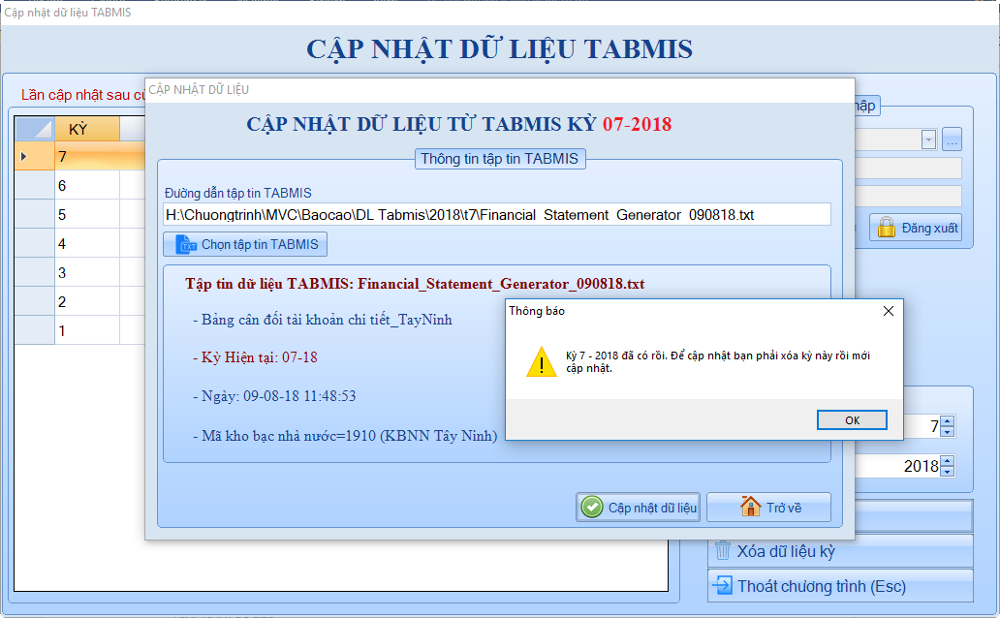 Cập nhật dữ liệu TABMIS
CẬP NHẬT DỮ LIỆU TABMIS
Lần cập nhật sau
KỲ
7
6
5
4
3
2
1
CẬP NHẬT DỮ LIỆU
CẬP NHẬT DỮ LIỆU TỪ TABMIS KỲ 07-2018
Thông tin tập tin TABMIS
Đường dẫn tập tin TABMIS
H:\Chuongtrinh\MVC\Baocao\DL Tabmis\2018\t7\Financial_Statement_Generator_090818.txt
Chọn tập tin TABMIS
Tập tin dữ liệu TABMIS: Financial_Statement_Generator_090818.txt
- Bảng cân đối tài khoản chi tiết_TayNinh
- Kỳ Hiện tại: 07-18
- Ngày: 09-08-18 11:48:53
- Mã kho bạc nhà nước=1910 (KBNN Tây Ninh)
Cập nhật dữ liệu
Trở về
Thông báo
Kỳ 7 - 2018 đã có rồi. Để cập nhật bạn phải xóa kỳ này rồi mới
cập nhật.
OK
...
Đăng xuất
7
2018
Xóa dữ liệu kỳ
Thoát chương trình (Esc)